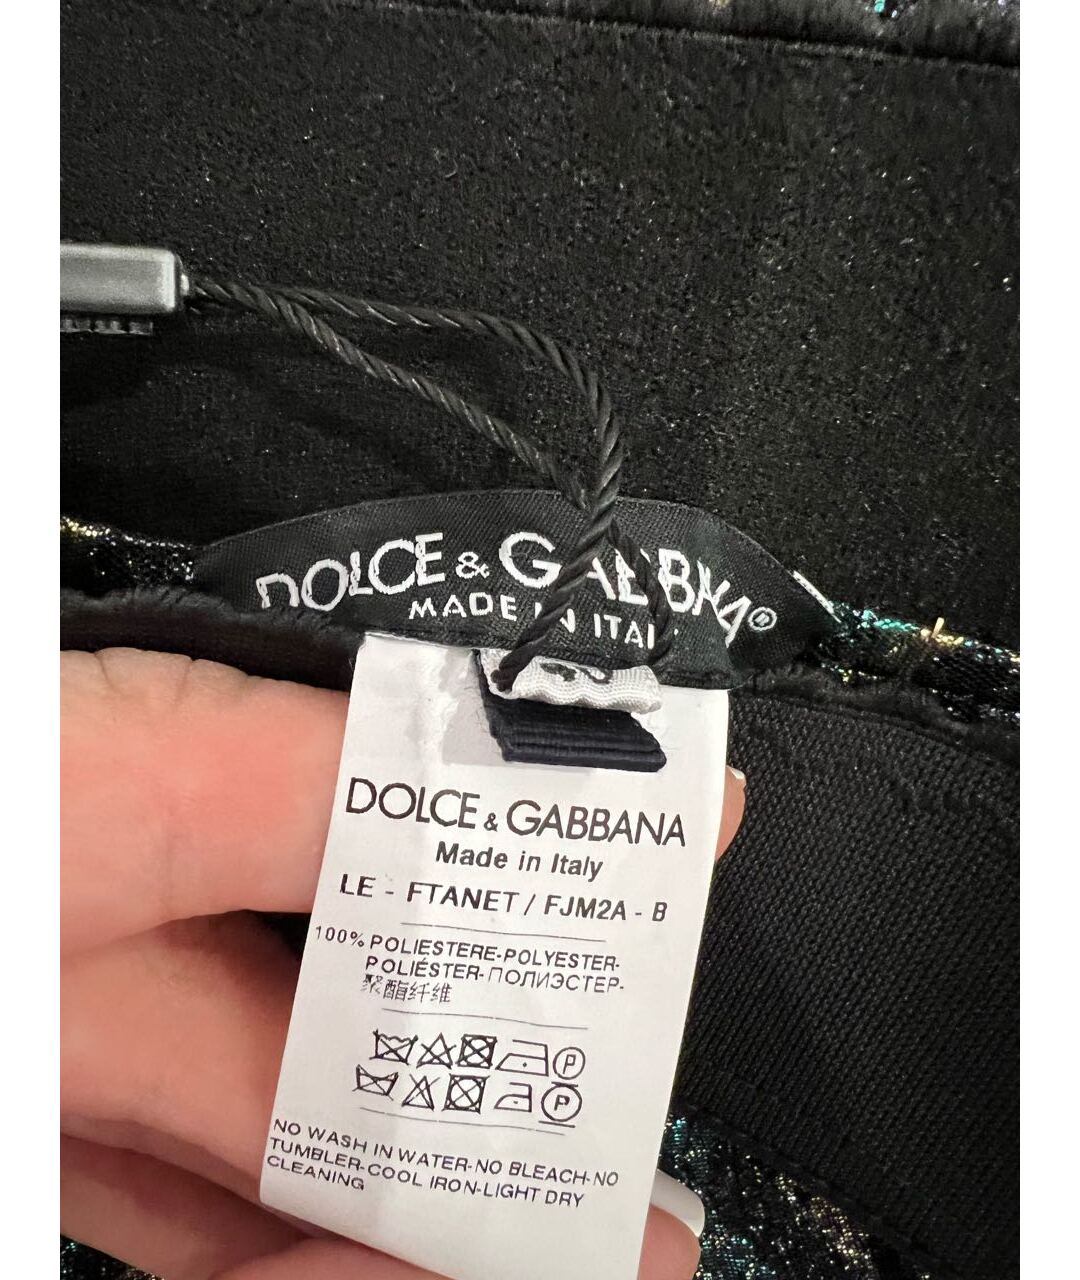 DOLCE & GABBANA®
MADE IN ITALY
DOLCE & GABBANA
Made in Italy
LE - FTANET / FJM2A - B
100% POLIESTERE-POLYESTER-
POLIÉSTER-ПОЛИЭСТЕР-
聚酯纤维
P
P
NO WASH IN WATER-NO BLEACH-NO
TUMBLER-COOL IRON-LIGHT DRY
CLEANING